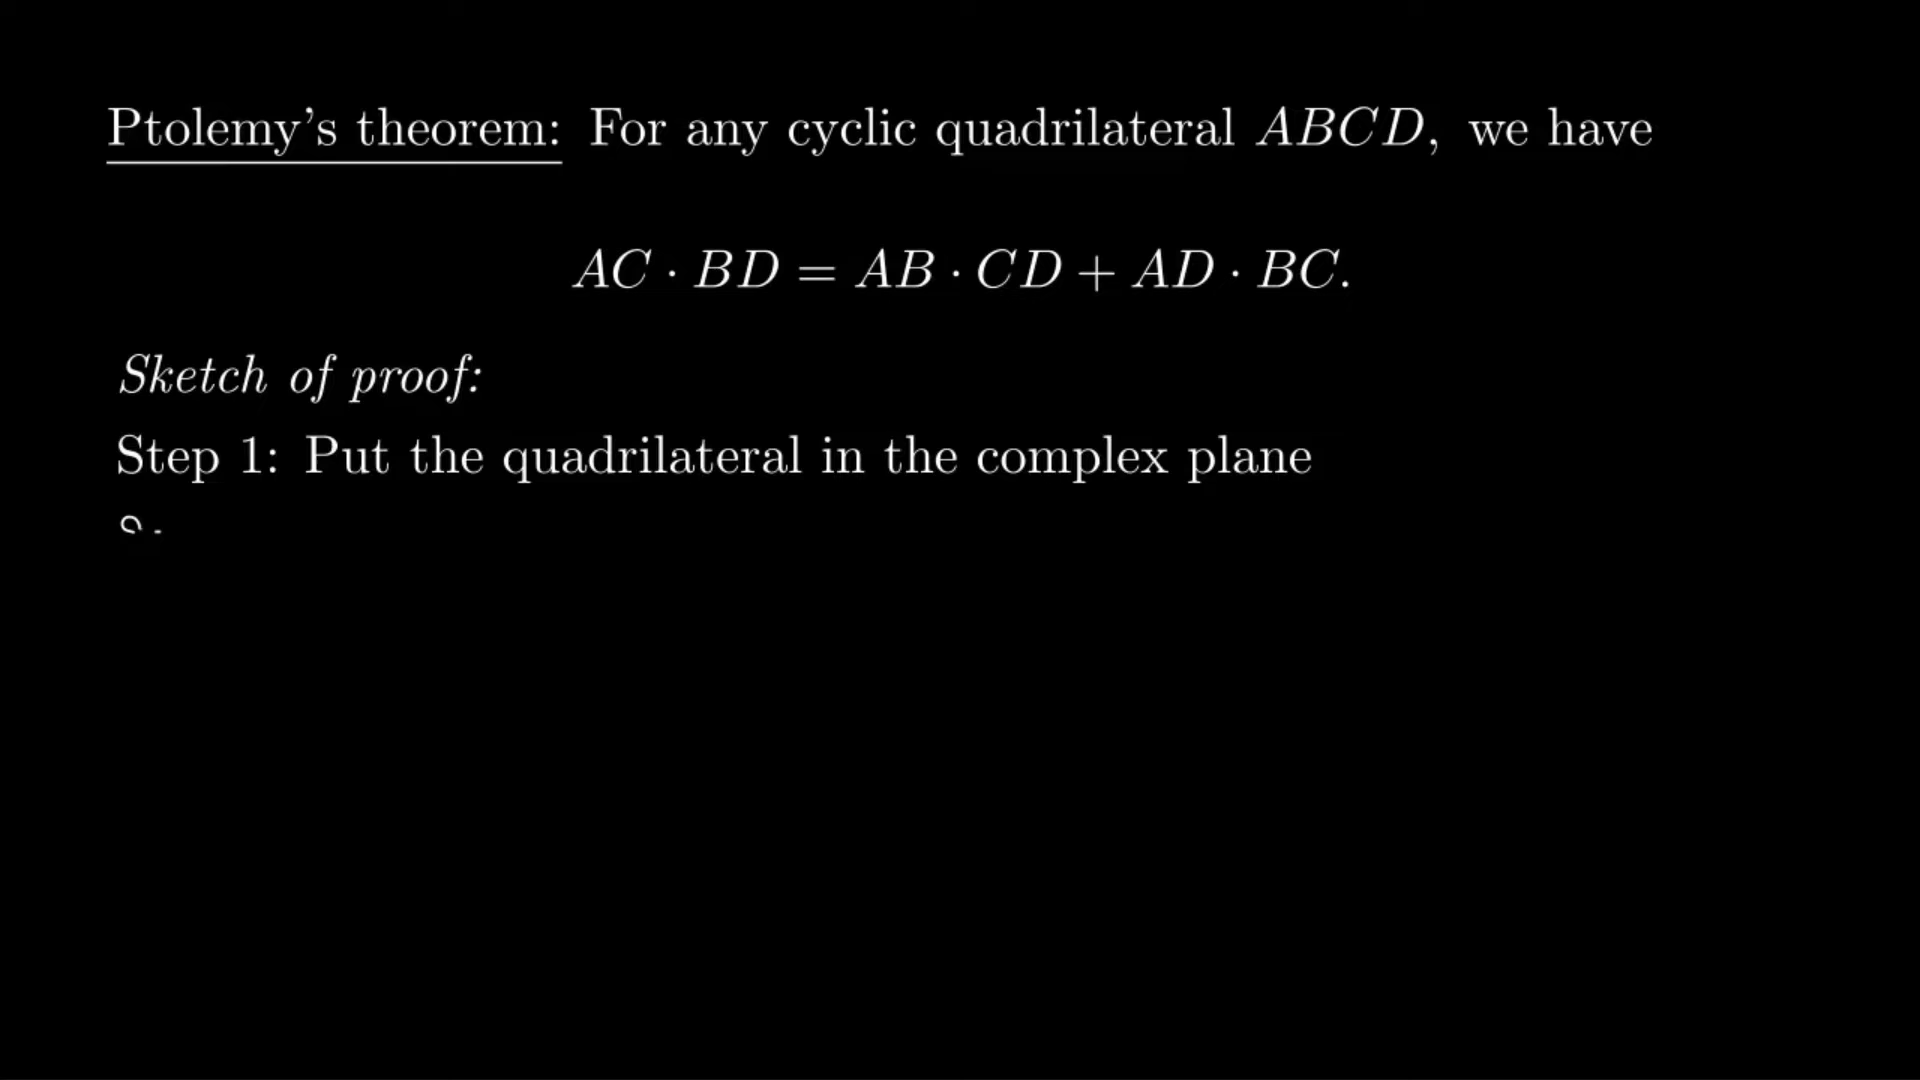 Ptolemy's theorem: For any cyclic quadrilateral ABCD, we have
AC · BD = AB · CD + AD · BC.
Sketch of proof:
Step 1: Put the quadrilateral in the complex plane